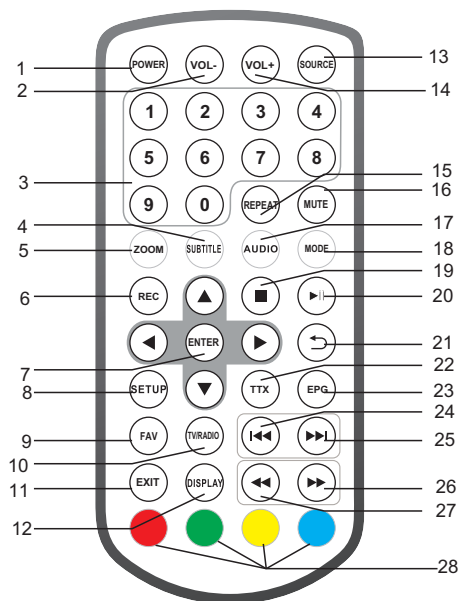 POWER VOL- VOL+ SOURCE 13
1
2 14
1 2 3 4
5 6 7 8
3 15
9 0 REPEAT MUTE 16
4 17
5 ZOOM SUBTITLE AUDIO MODE 18
19
6 REC 20
ENTER 21
7 22
8 SETUP TTX EPG 23
24
9 FAV TV/RADIO 25
10
11 EXIT DISPLAY 26
12 27
28